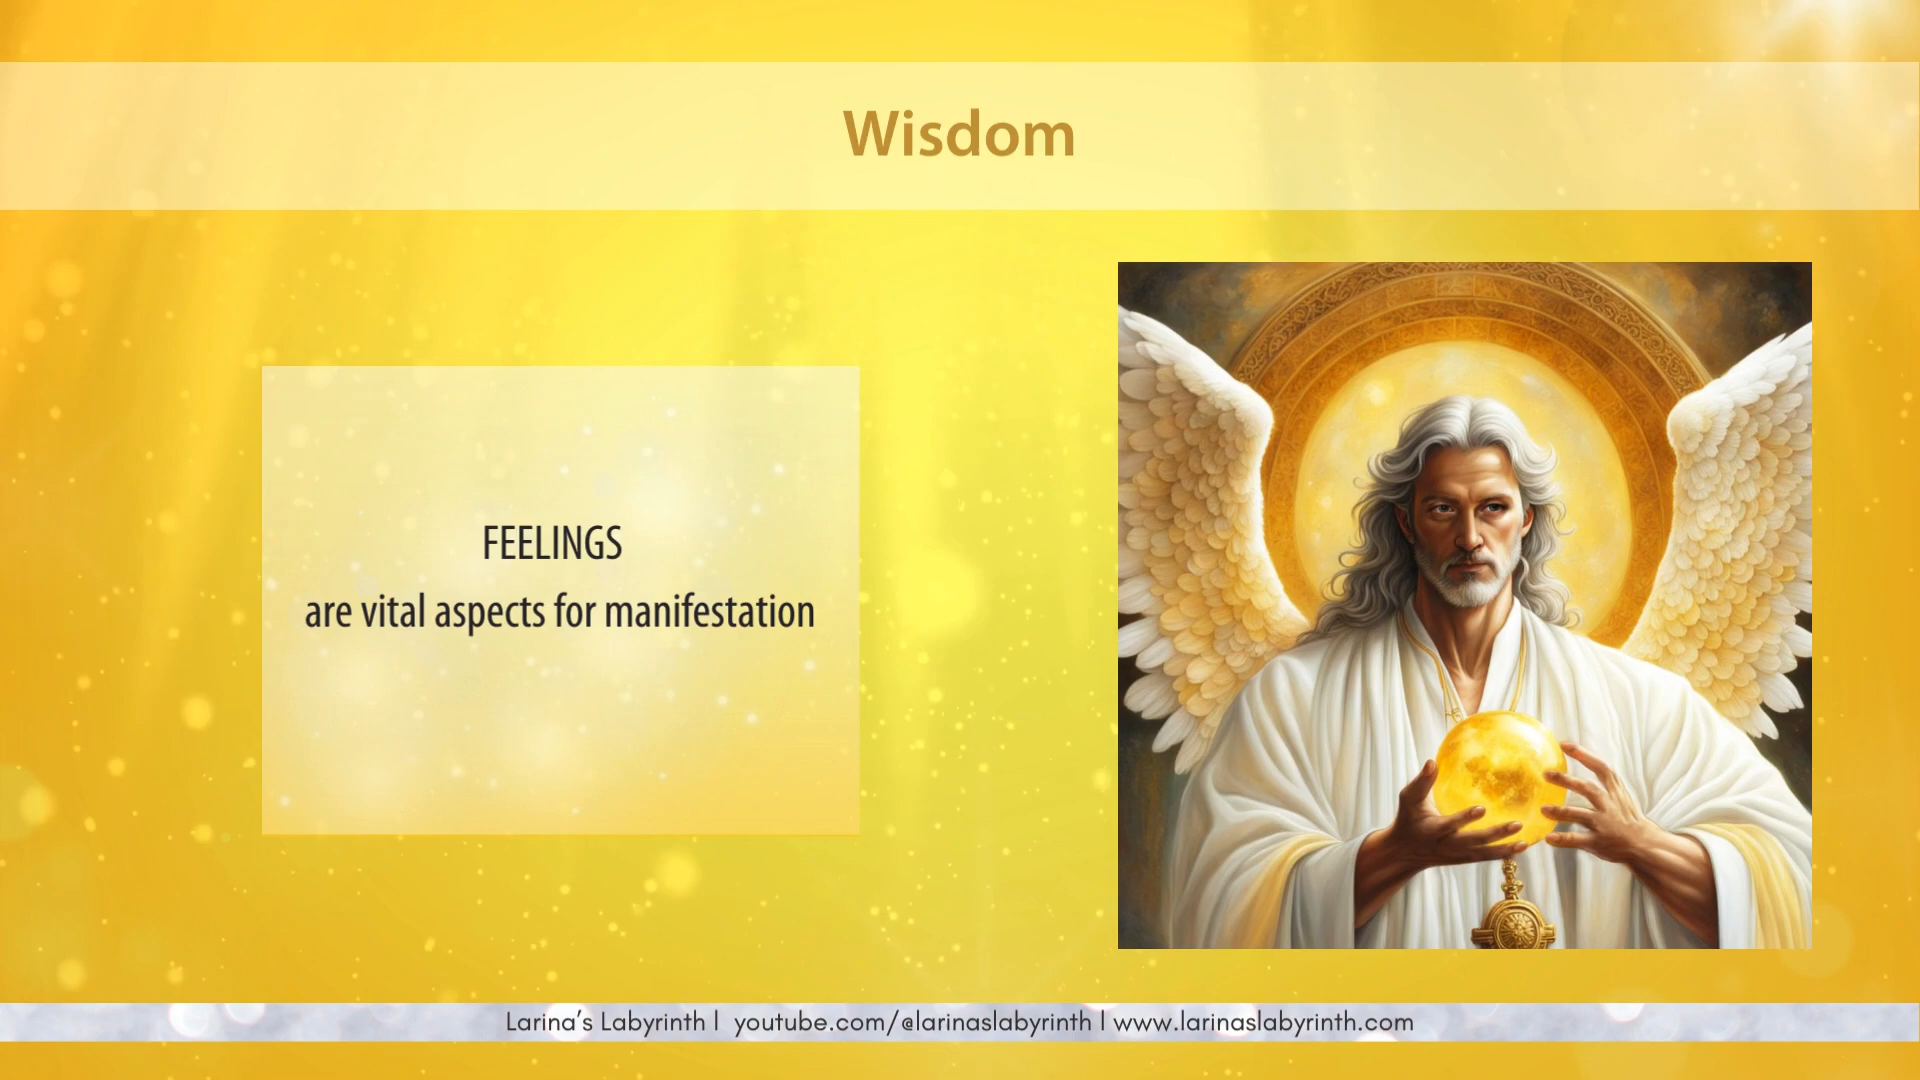 Wisdom
FEELINGS
are vital aspects for manifestation
Larina's Labyrinth | youtube.com/@larinaslabyrinth | www.larinaslabyrinth.com